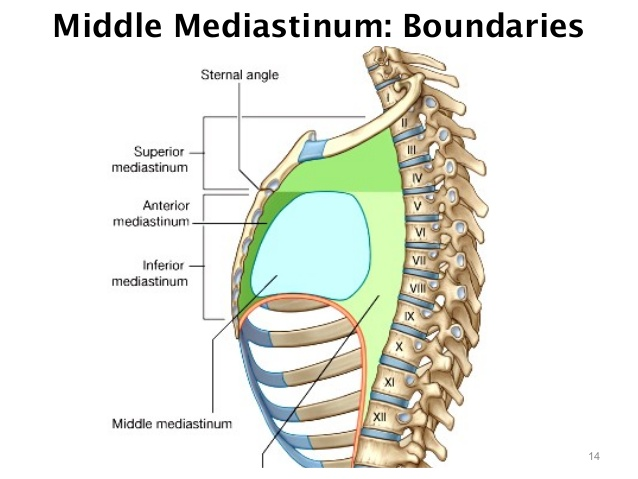 Middle Mediastinum: Boundaries
Sternal angle
I
II
Superior
mediastinum
III
IV
Anterior
mediastinum
V
VI
Inferior
mediastinum
VII
VIII
IX
X
XI
Middle mediastinum
XII
14